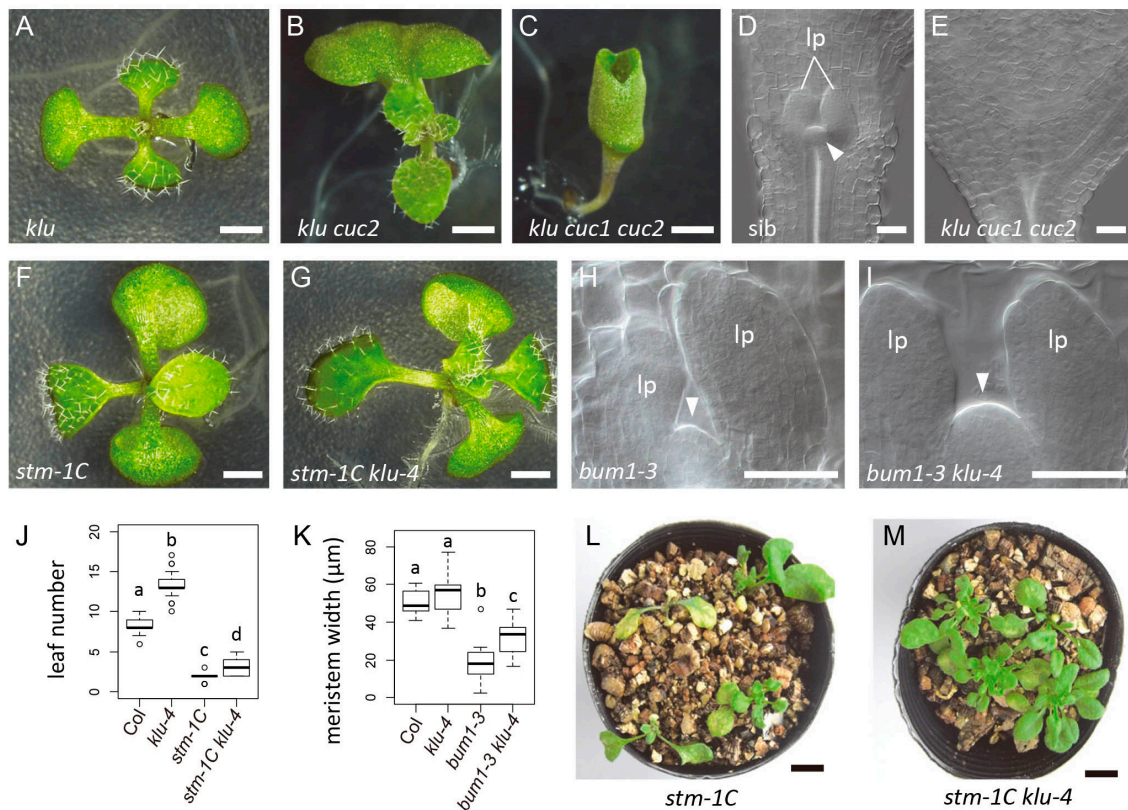 A
klu
B
klu cuc2
C
klu cuc1 cuc2
D
lp
sib
E
klu cuc1 cuc2
F
stm-1C
G
stm-1C klu-4
H
lp
lp
bum1-3
I
lp
lp
bum1-3 klu-4
J
leaf number
20
15
10
5
0
a
b
c
d
Col
klu-4
stm-1C
stm-1C klu-4
K
meristem width (μm)
80
60
40
20
0
a
a
b
c
Col
klu-4
bum1-3
bum1-3 klu-4
L
stm-1C
M
stm-1C klu-4